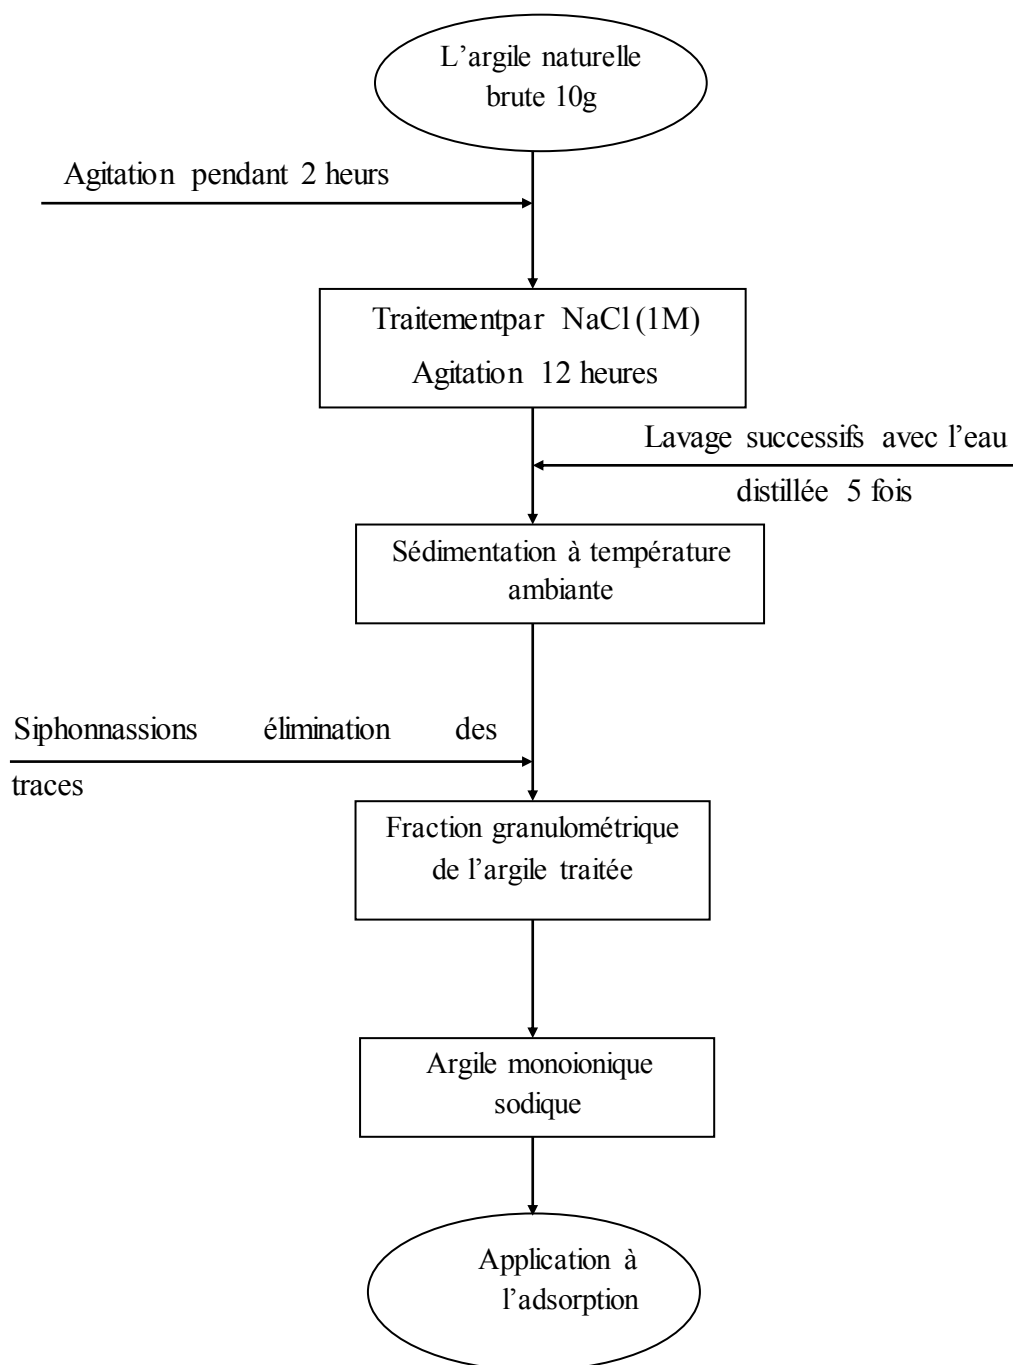 L’argile naturelle
brute 10g
Agitation pendant 2 heurs
Traitementpar NaCl (1M)
Agitation 12 heures
Lavage successifs avec l’eau
distillée 5 fois
Sédimentation à température
ambiante
Siphonnassions élimination des
traces
Fraction granulométrique
de l’argile traitée
Argile monoionique
sodique
Application à
l’adsorption